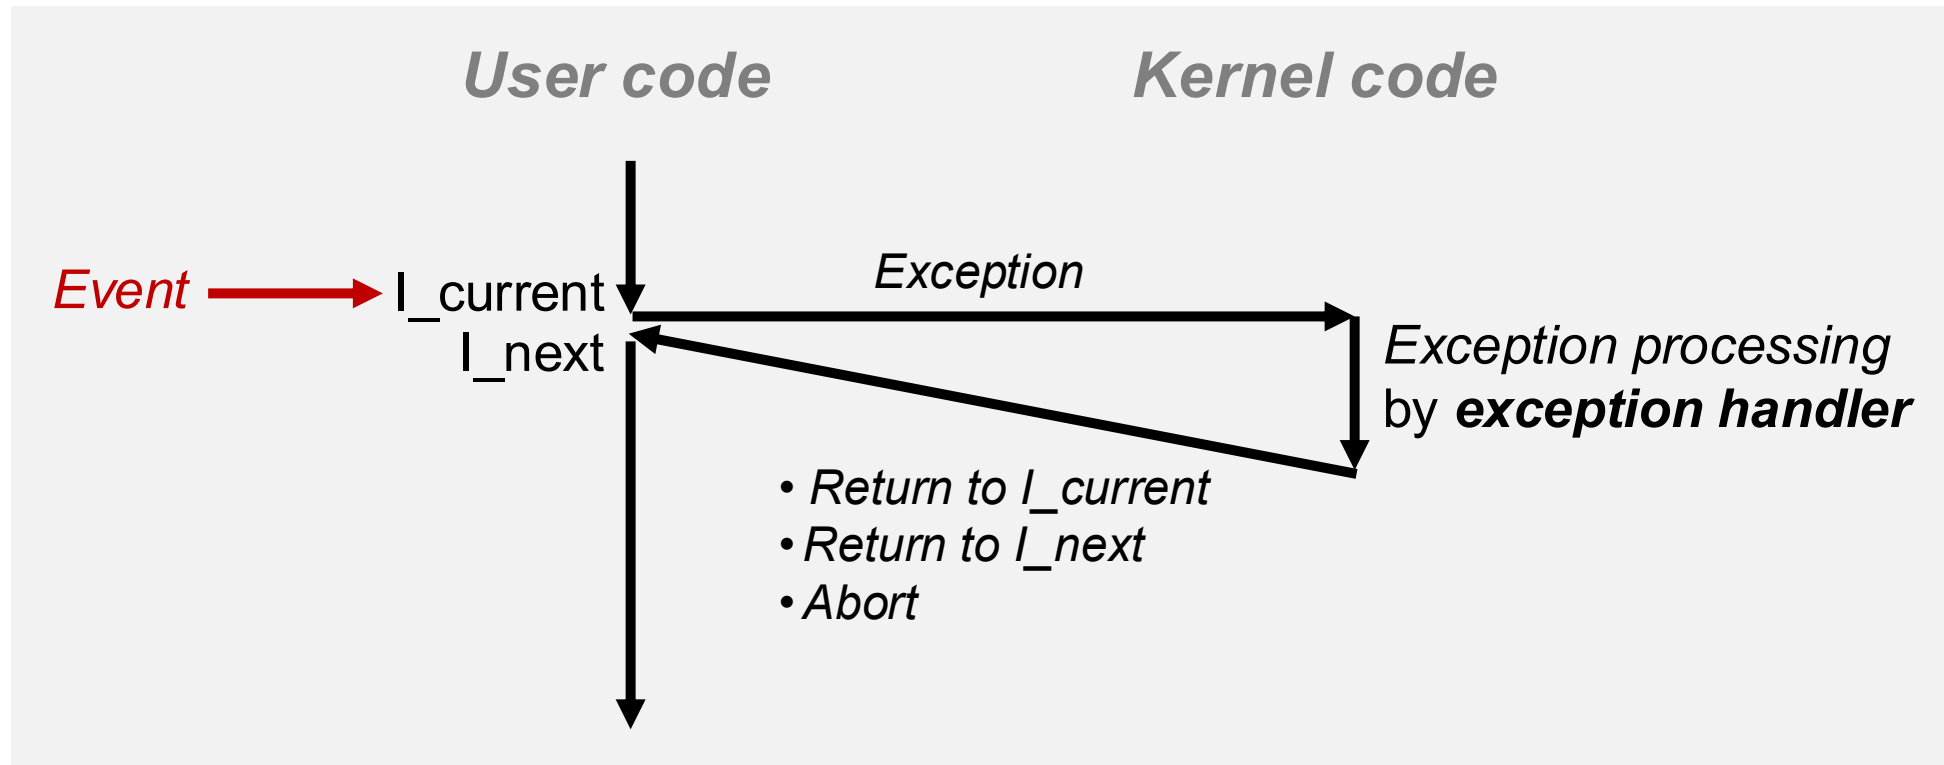 User code
Kernel code
Event
I_current
I_next
Exception
Exception processing
by exception handler
• Return to I_current
• Return to I_next
• Abort